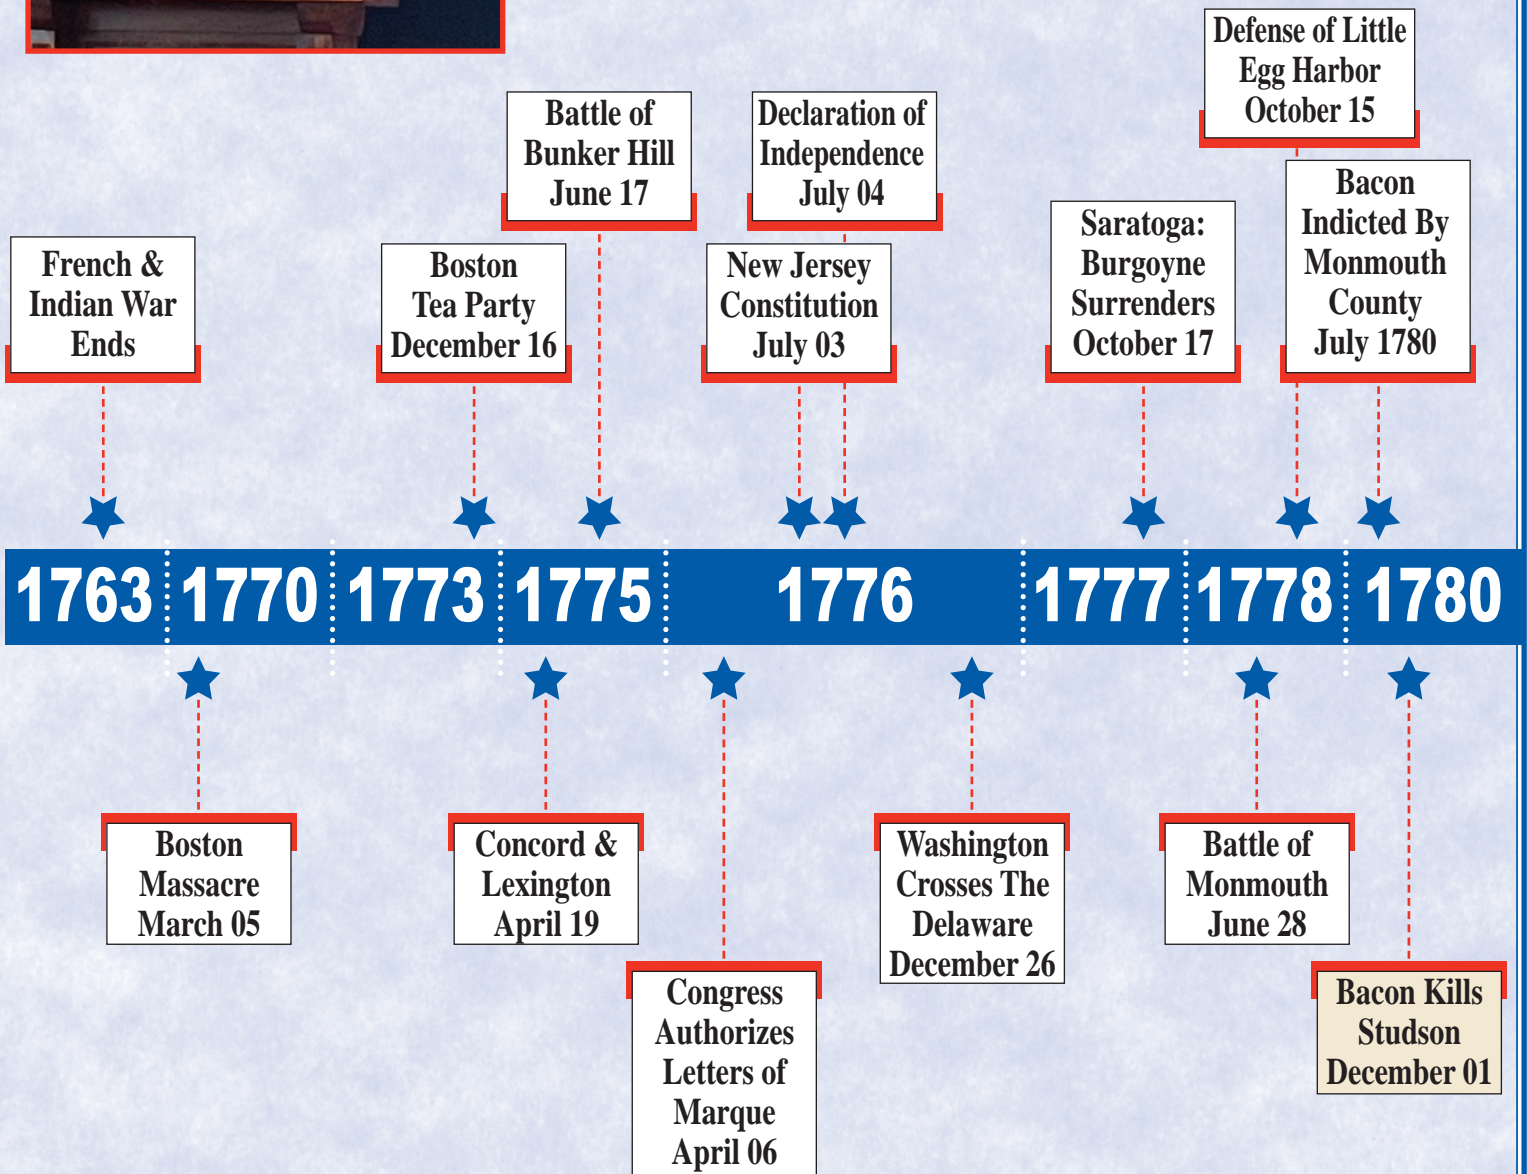 Defense of Little
Egg Harbor
October 15
Battle of
Bunker Hill
June 17
Declaration of
Independence
July 04
Bacon
Indicted By
Monmouth
County
July 1780
Saratoga:
Burgoyne
Surrenders
October 17
French &
Indian War
Ends
Boston
Tea Party
December 16
New Jersey
Constitution
July 03
1763 1770 1773 1775 1776 1777 1778 1780
Boston
Massacre
March 05
Concord &
Lexington
April 19
Washington
Crosses The
Delaware
December 26
Battle of
Monmouth
June 28
Congress
Authorizes
Letters of
Marque
April 06
Bacon Kills
Studson
December 01